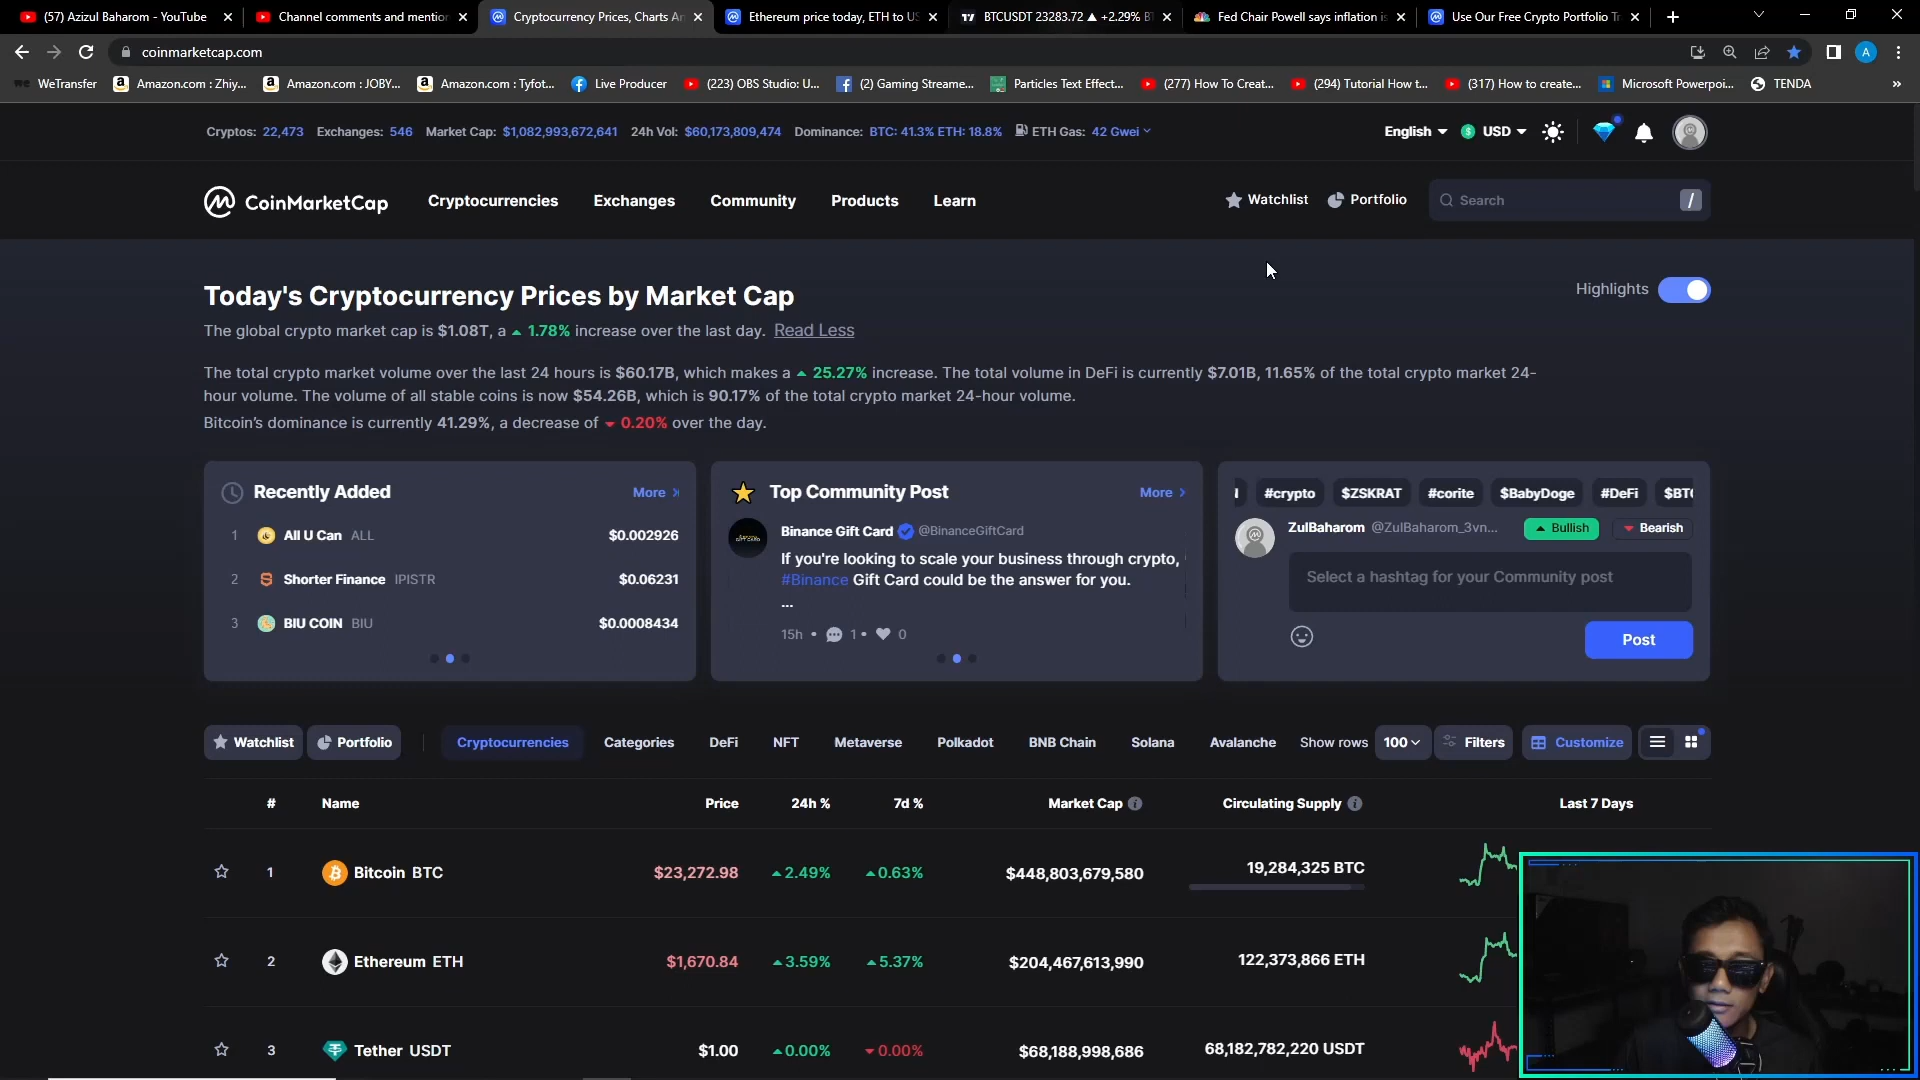 (57) Azizul Baharom - YouTube
Channel comments and mention
Cryptocurrency Prices, Charts A
Ethereum price today, ETH to US
BTCUSDT 23283.72 ▲ +2.29% B
Fed Chair Powell says inflation is
Use Our Free Crypto Portfolio T
coinmarketcap.com
A
WeTransfer
Amazon.com : Zhiy...
Amazon.com : JOBY...
Amazon.com : Tyfot...
Live Producer
(223) OBS Studio: U...
(2) Gaming Streame...
Particles Text Effect...
(277) How To Create...
(294) Tutorial How t...
(317) How to create...
Microsoft Powerpoi...
TENDA
Cryptos: 22,473 Exchanges: 546 Market Cap: $1,082,993,672,641 24h Vol: $60,173,809,474 Dominance: BTC: 41.3% ETH: 18.8% ETH Gas: 42 Gwei
English USD
CoinMarketCap
Cryptocurrencies Exchanges Community Products Learn
Watchlist Portfolio Search /
Today's Cryptocurrency Prices by Market Cap
Highlights
The global crypto market cap is $1.08T, a ▲ 1.78% increase over the last day. Read Less
The total crypto market volume over the last 24 hours is $60.17B, which makes a ▲ 25.27% increase. The total volume in DeFi is currently $7.01B, 11.65% of the total crypto market 24-
hour volume. The volume of all stable coins is now $54.26B, which is 90.17% of the total crypto market 24-hour volume.
Bitcoin's dominance is currently 41.29%, a decrease of ▼ 0.20% over the day.
Recently Added More
1 All U Can ALL $0.002926
2 Shorter Finance IPISTR $0.06231
3 BIU COIN BIU $0.0008434
Top Community Post More
Binance Gift Card @BinanceGiftCard
If you're looking to scale your business through crypto,
#Binance Gift Card could be the answer for you.
...
15h • 1 • 0
#crypto $ZSKRAT #corite $BabyDoge #DeFi $BT
ZulBaharom @ZulBaharom_3vn... ▲ Bullish ▼ Bearish
Select a hashtag for your Community post
Post
Watchlist Portfolio Cryptocurrencies Categories DeFi NFT Metaverse Polkadot BNB Chain Solana Avalanche Show rows 100 Filters Customize
# Name Price 24h % 7d % Market Cap Circulating Supply Last 7 Days
1 Bitcoin BTC $23,272.98 ▲2.49% ▲0.63% $448,803,679,580 19,284,325 BTC
2 Ethereum ETH $1,670.84 ▲3.59% ▲5.37% $204,467,613,990 122,373,866 ETH
3 Tether USDT $1.00 ▲0.00% ▼0.00% $68,188,998,686 68,182,782,220 USDT